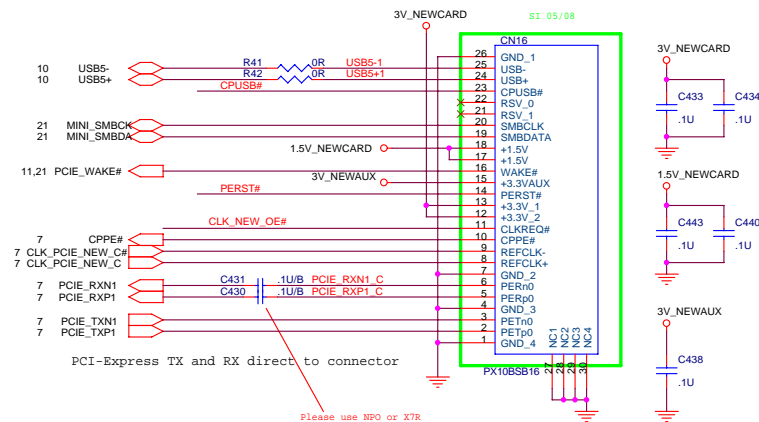 3V_NEWCARD
SI 05/08
CN16
10 USB5- R41 0R USB5-1 26 GND_1
25 USB-
10 USB5+ R42 0R USB5+1 24 USB+
CPUSB# 23 CPUSB#
22 RSV_0
21 RSV_1
21 MINI_SMBCK 20 SMBCLK
21 MINI_SMBDA 19 SMBDATA
1.5V_NEWCARD 18 +1.5V
17 +1.5V
11,21 PCIE_WAKE# 16 WAKE#
3V_NEWAUX 15 +3.3VAUX
PERST# 14 PERST#
13 +3.3V_1
12 +3.3V_2
CLK_NEW_OE# 11 CLKREQ#
7 CPPE# 10 CPPE#
7 CLK_PCIE_NEW_C# 9 REFCLK-
7 CLK_PCIE_NEW_C 8 REFCLK+
7 GND_2
7 PCIE_RXN1 C431 .1U/B PCIE_RXN1_C 6 PERn0
7 PCIE_RXP1 C430 .1U/B PCIE_RXP1_C 5 PERp0
4 GND_3
7 PCIE_TXN1 3 PETn0
7 PCIE_TXP1 2 PETp0
1 GND_4
NC1 NC2 NC3 NC4
27 28 29 30
PX10BSB16
PCI-Express TX and RX direct to connector
Please use NPO or X7R
3V_NEWCARD
C433 .1U
C434 .1U
1.5V_NEWCARD
C443 .1U
C440 .1U
3V_NEWAUX
C438 .1U